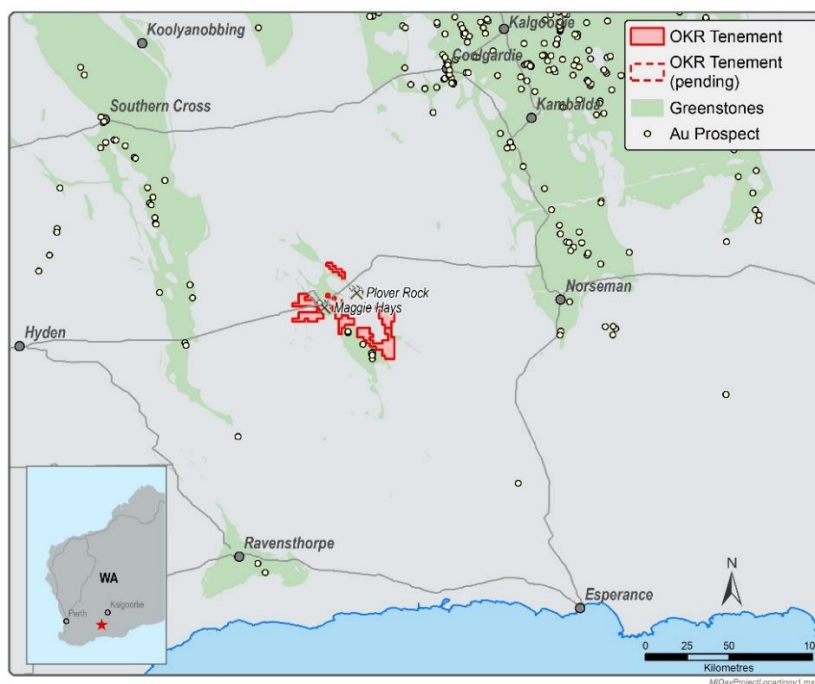 Koolyanobbing
Kalgoorlie
Coolgardie
Southern Cross
Kambalda
OKR Tenement
OKR Tenement
(pending)
Greenstones
Au Prospect
Plover Rock
Maggie Hays
Norseman
Hyden
Ravensthorpe
Esperance
WA
Perth
Kalgoorlie
N
0
25
50
10
Kilometres